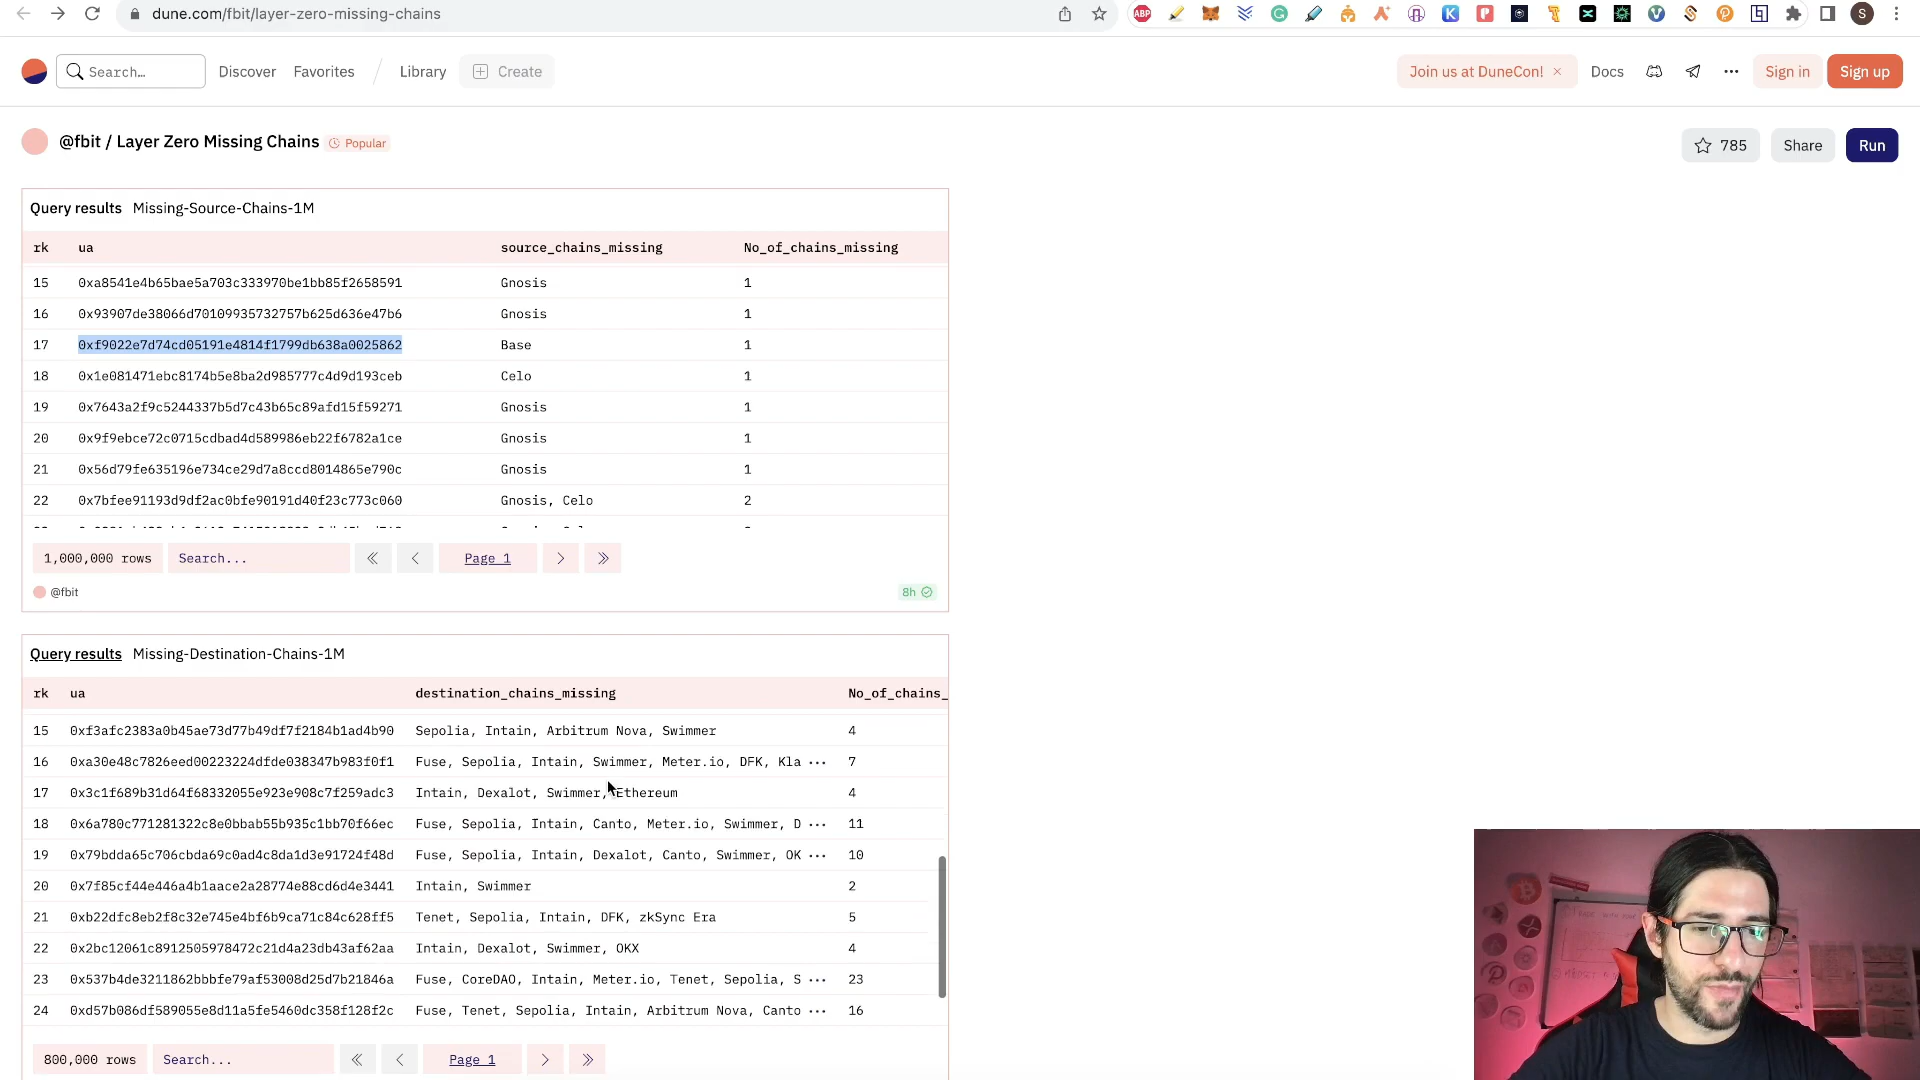 dune.com/fbit/layer-zero-missing-chains
Search…
Discover
Favorites
Library
Create
Join us at DuneCon! ×
Docs
Sign in
Sign up
@fbit / Layer Zero Missing Chains
Popular
785
Share
Run
Query results Missing-Source-Chains-1M
rk ua source_chains_missing No_of_chains_missing
15 0xa8541e4b65bae5a703c333970be1bb85f2658591 Gnosis 1
16 0x93907de38066d70109935732757b625d636e47b6 Gnosis 1
17 0xf9022e7d74cd05191e4814f1799db638a0025862 Base 1
18 0x1e081471ebc8174b5e8ba2d985777c4d9d193ceb Celo 1
19 0x7643a2f9c5244337b5d7c43b65c89afd15f59271 Gnosis 1
20 0x9f9ebce72c0715cdbad4d589986eb22f6782a1ce Gnosis 1
21 0x56d79fe635196e734ce29d7a8ccd8014865e790c Gnosis 1
22 0x7bfee91193d9df2ac0bfe90191d40f23c773c060 Gnosis, Celo 2
1,000,000 rows Search... Page 1
@fbit
8h
Query results Missing-Destination-Chains-1M
rk ua destination_chains_missing No_of_chains_
15 0xf3afc2383a0b45ae73d77b49df7f2184b1ad4b90 Sepolia, Intain, Arbitrum Nova, Swimmer 4
16 0xa30e48c7826eed00223224dfde038347b983f0f1 Fuse, Sepolia, Intain, Swimmer, Meter.io, DFK, Kla ··· 7
17 0x3c1f689b31d64f68332055e923e908c7f259adc3 Intain, Dexalot, Swimmer, Ethereum 4
18 0x6a780c771281322c8e0bbab55b935c1bb70f66ec Fuse, Sepolia, Intain, Canto, Meter.io, Swimmer, D ··· 11
19 0x79bdda65c706cbda69c0ad4c8da1d3e91724f48d Fuse, Sepolia, Intain, Dexalot, Canto, Swimmer, OK ··· 10
20 0x7f85cf44e446a4b1aace2a28774e88cd6d4e3441 Intain, Swimmer 2
21 0xb22dfc8eb2f8c32e745e4bf6b9ca71c84c628ff5 Tenet, Sepolia, Intain, DFK, zkSync Era 5
22 0x2bc12061c8912505978472c21d4a23db43af62aa Intain, Dexalot, Swimmer, OKX 4
23 0x537b4de3211862bbbfe79af53008d25d7b21846a Fuse, CoreDAO, Intain, Meter.io, Tenet, Sepolia, S ··· 23
24 0xd57b086df589055e8d11a5fe5460dc358f128f2c Fuse, Tenet, Sepolia, Intain, Arbitrum Nova, Canto ··· 16
800,000 rows Search... Page 1